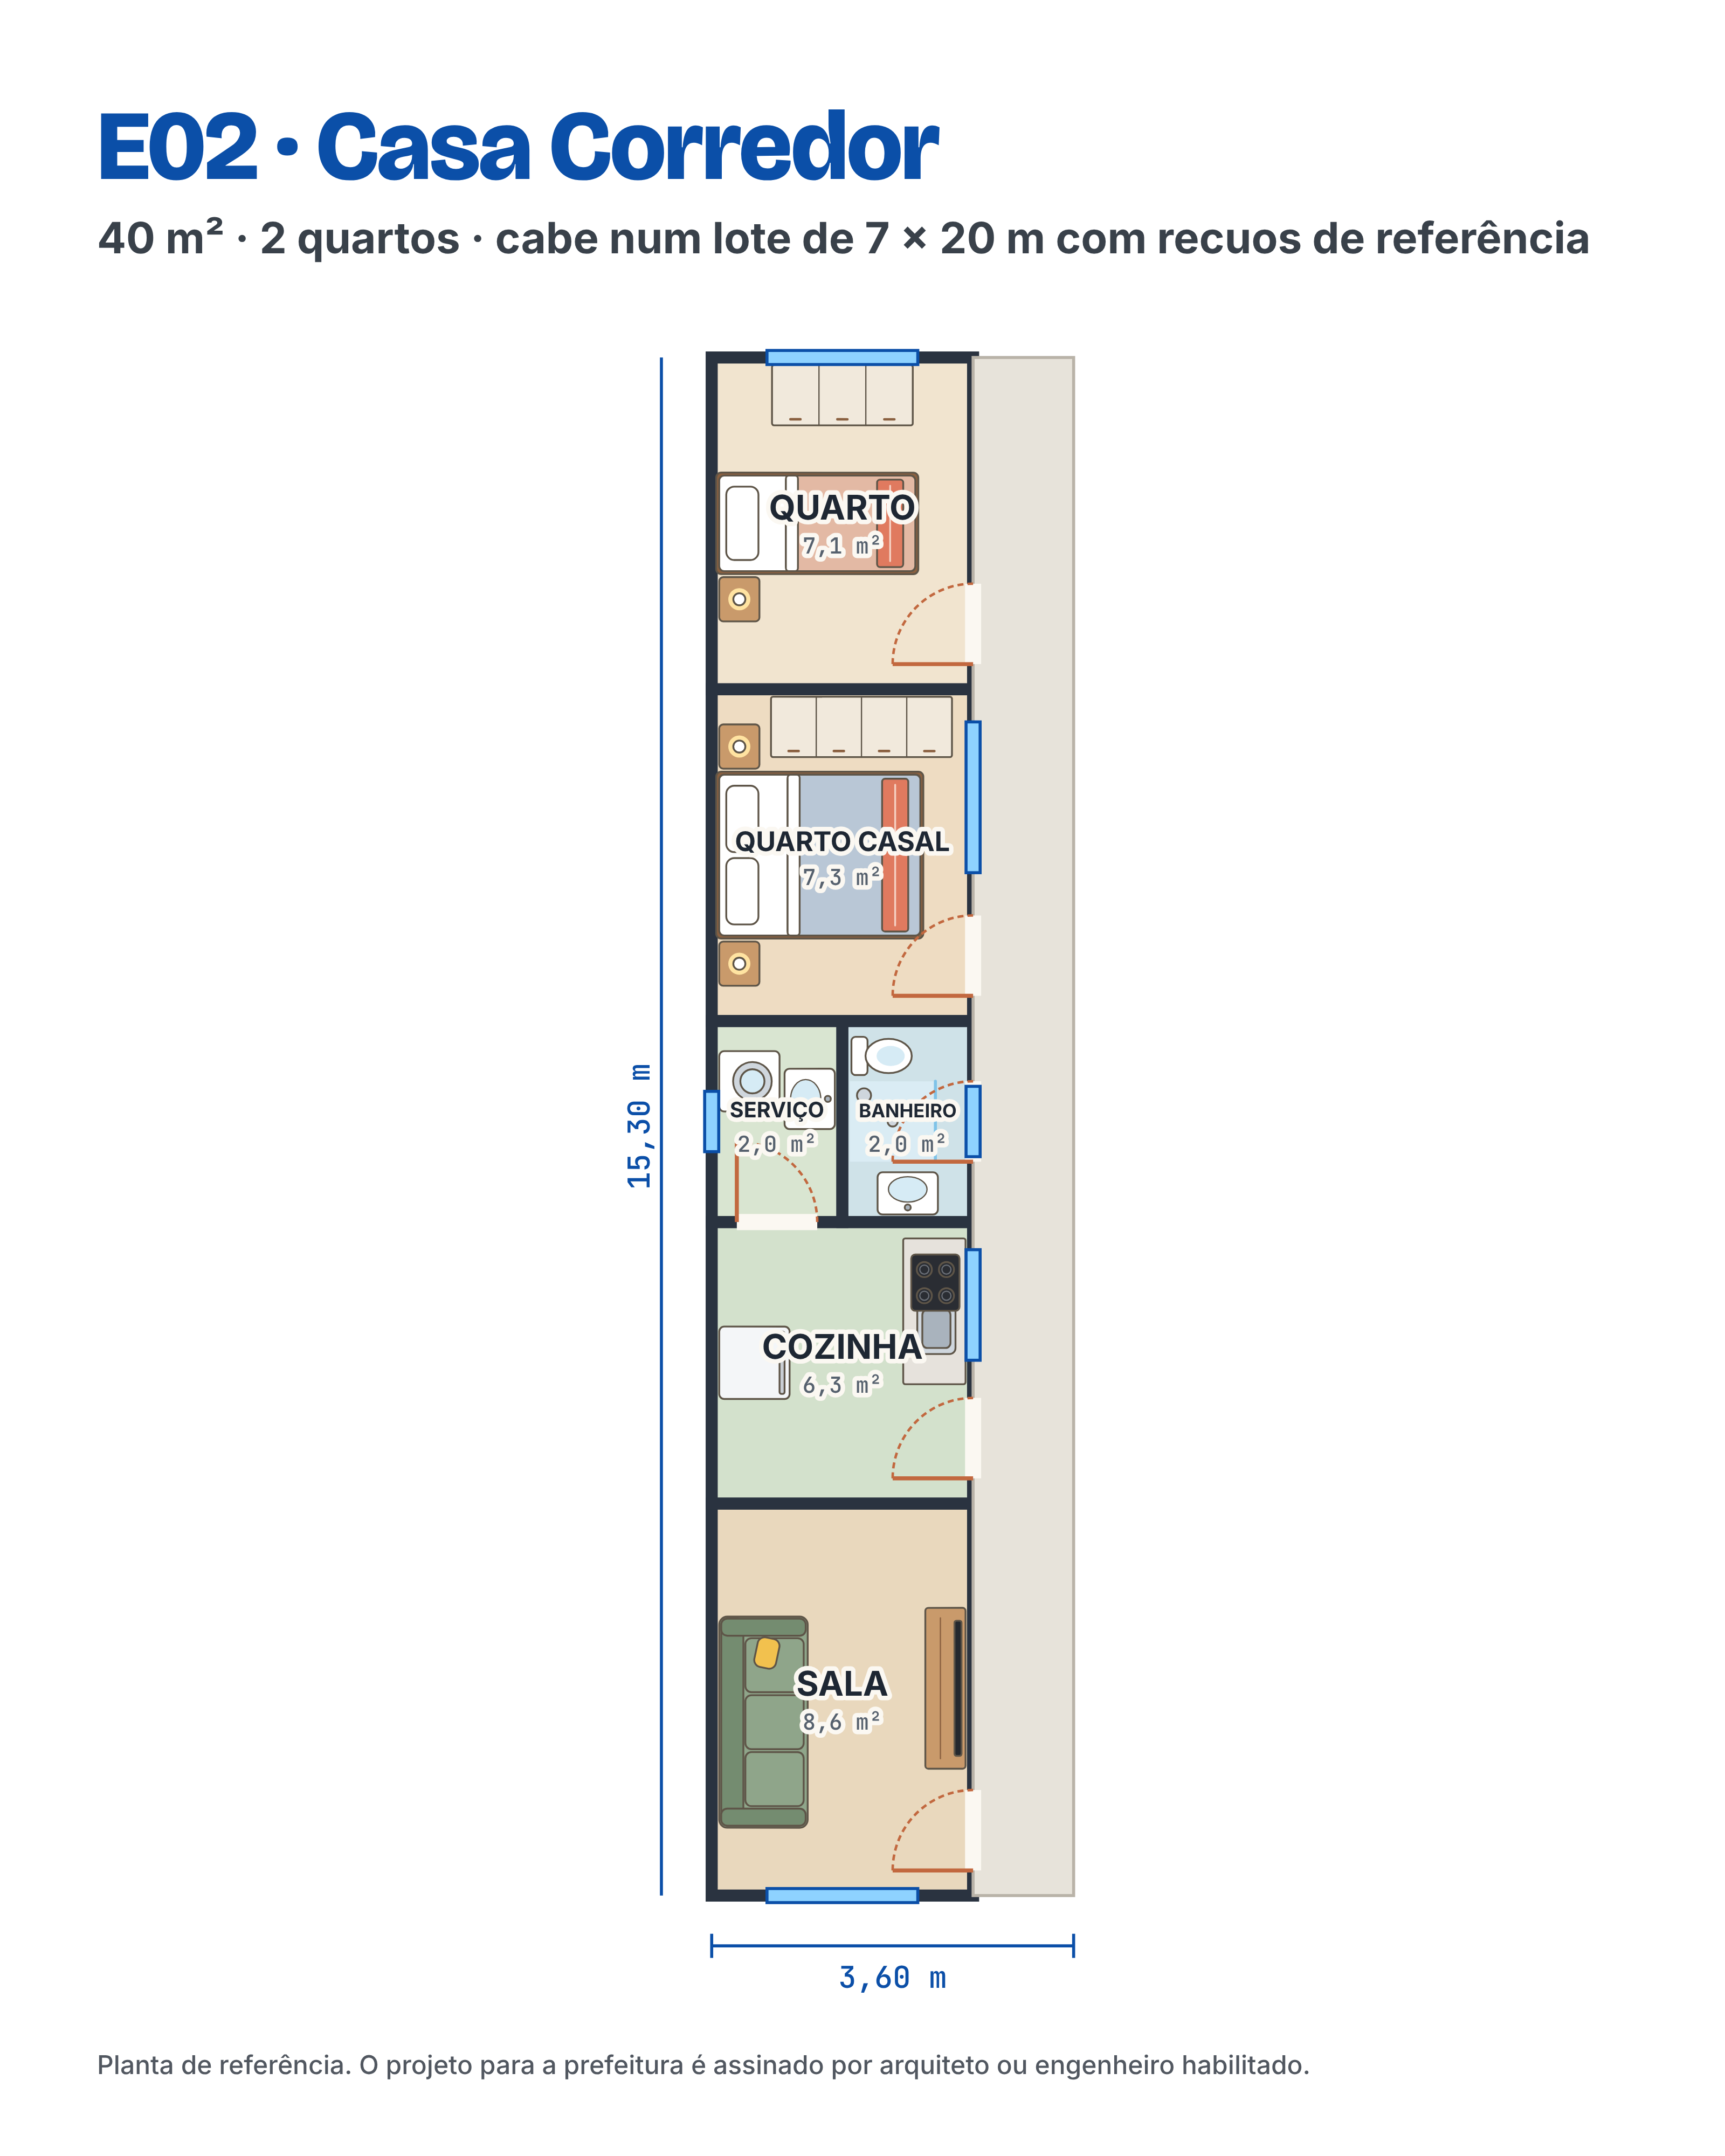 E02 · Casa Corredor
40 m² · 2 quartos · cabe num lote de 7 × 20 m com recuos de referência
QUARTO
7,1 m²
QUARTO CASAL
7,3 m²
SERVIÇO
2,0 m²
BANHEIRO
2,0 m²
15,30 m
COZINHA
6,3 m²
SALA
8,6 m²
3,60 m
Planta de referência. O projeto para a prefeitura é assinado por arquiteto ou engenheiro habilitado.